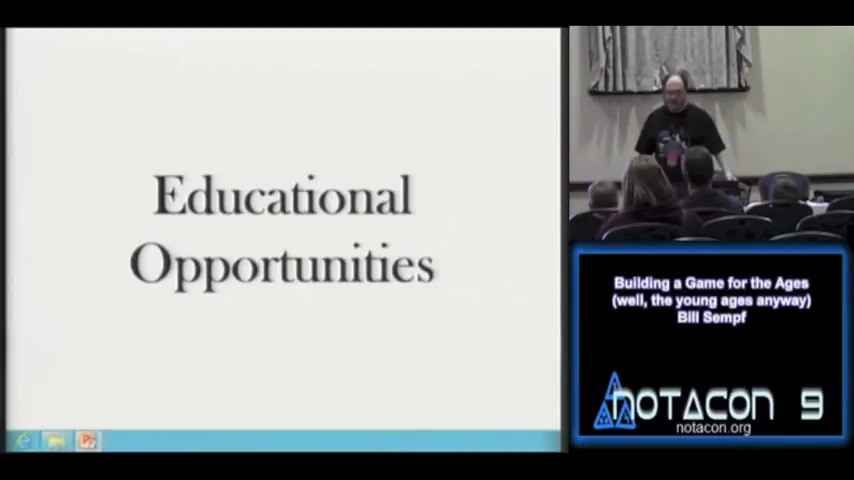 Educational
Opportunities
Building a Game for the Ages
(well, the young ages anyway)
Bill Sempf
NOTACON 9
notacon.org